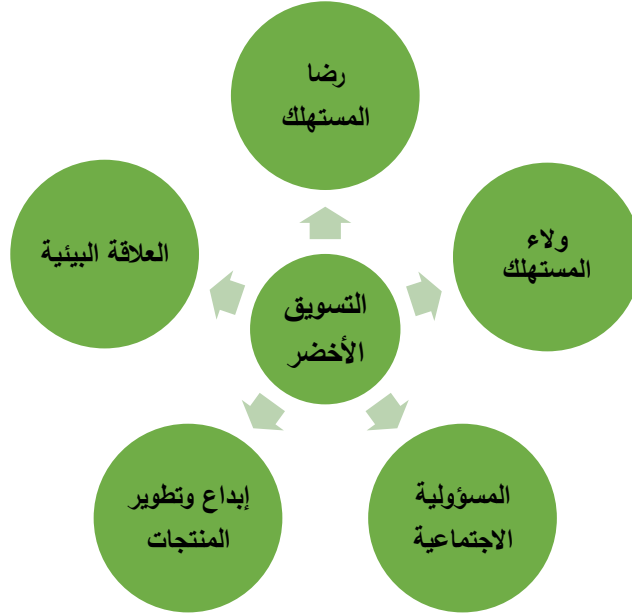 رضا
المستهلك
ولاء
المستهلك
العلاقة البيئية
التسويق
الأخضر
المسؤولية
الاجتماعية
إبداع وتطوير
المنتجات